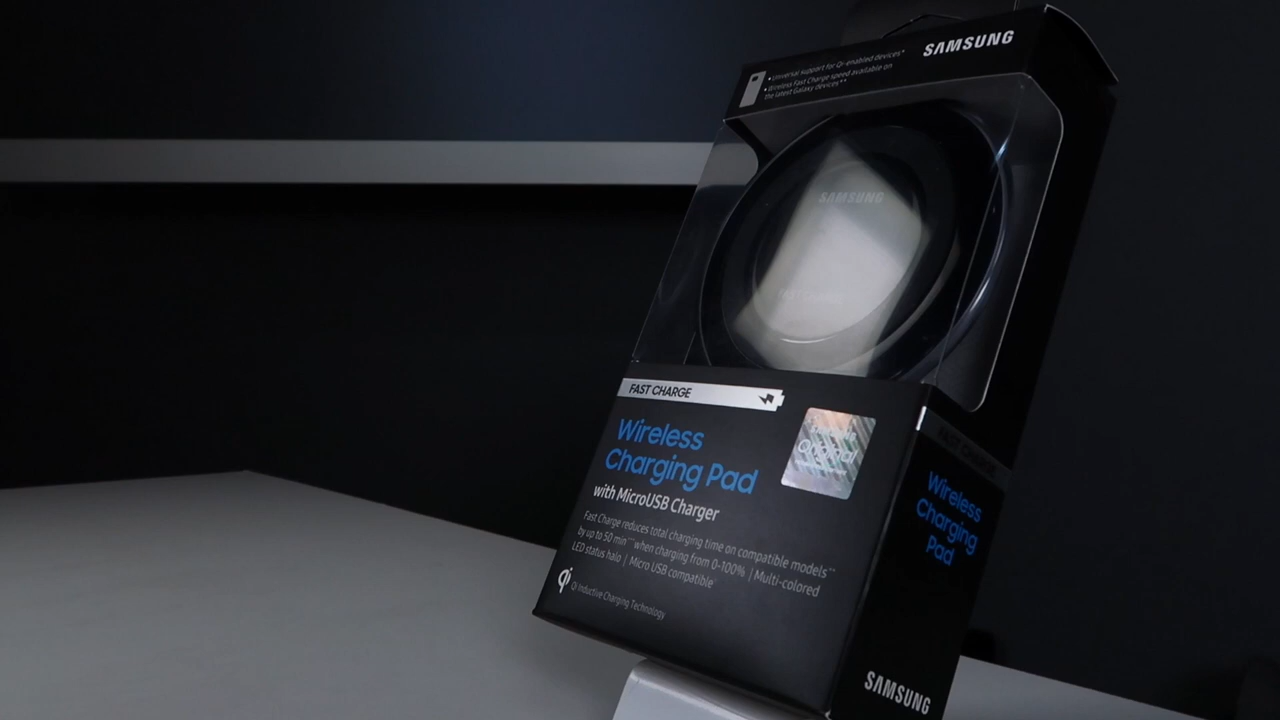 SAMSUNG
• Universal support for Qi-enabled devices*
• Wireless Fast Charge speed available on
the latest Galaxy devices**
SAMSUNG
FAST CHARGE
Wireless
Charging Pad
with MicroUSB Charger
Fast Charge reduces total charging time on compatible models**
by up to 50 min*** when charging from 0-100% | Multi-colored
LED status halo | Micro USB compatible
Qi Inductive Charging Technology
Original
FAST CHARGE
Wireless
Charging
Pad
SAMSUNG